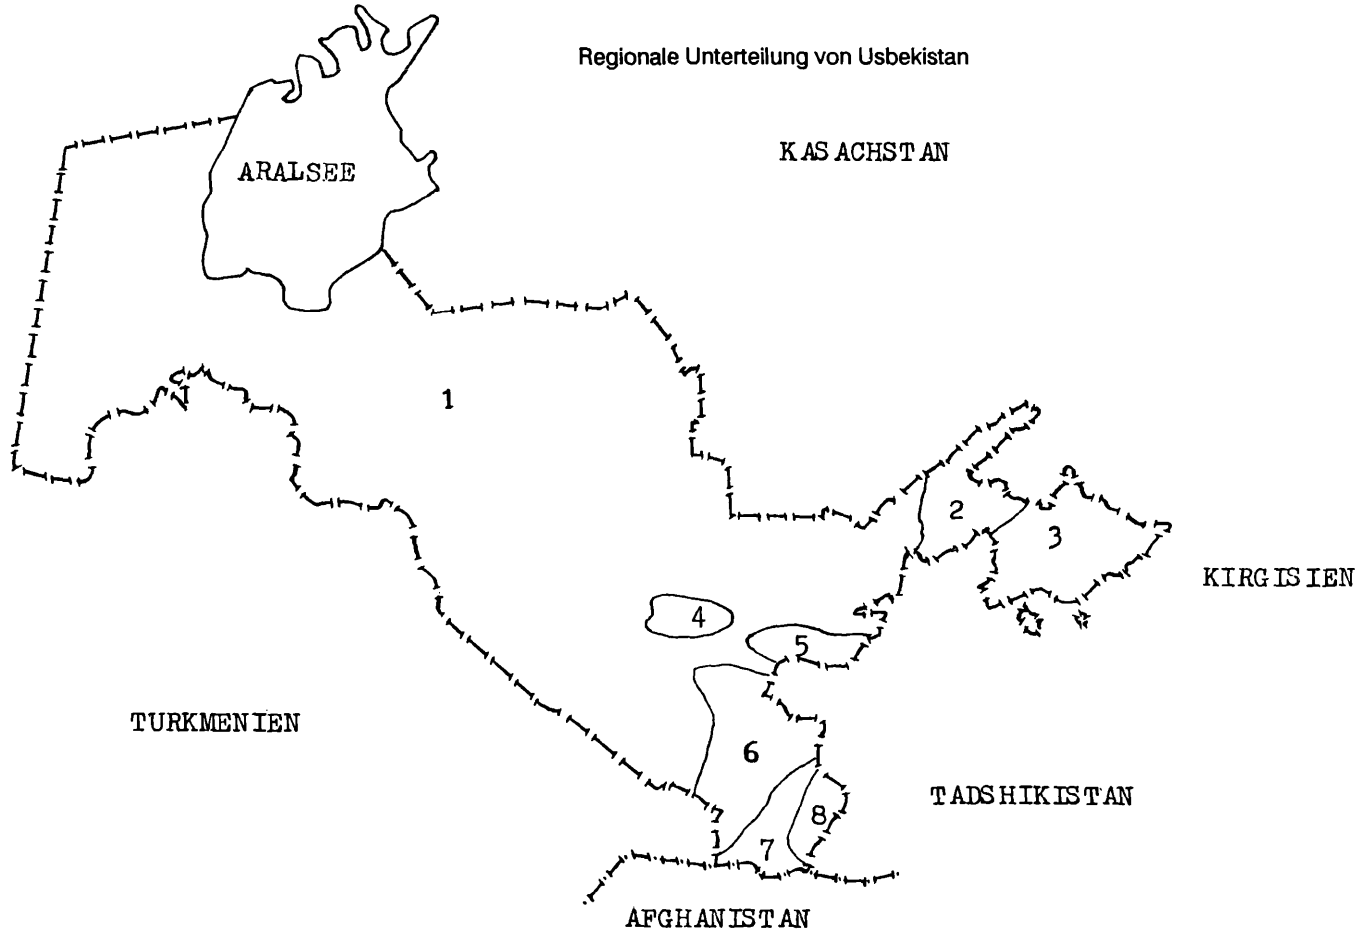 Regionale Unterteilung von Usbekistan
KASACHSTAN
ARALSEE
1
2
3
KIRGISIEN
4
5
TURKMENIEN
6
TADSHIKISTAN
8
7
AFGHANISTAN